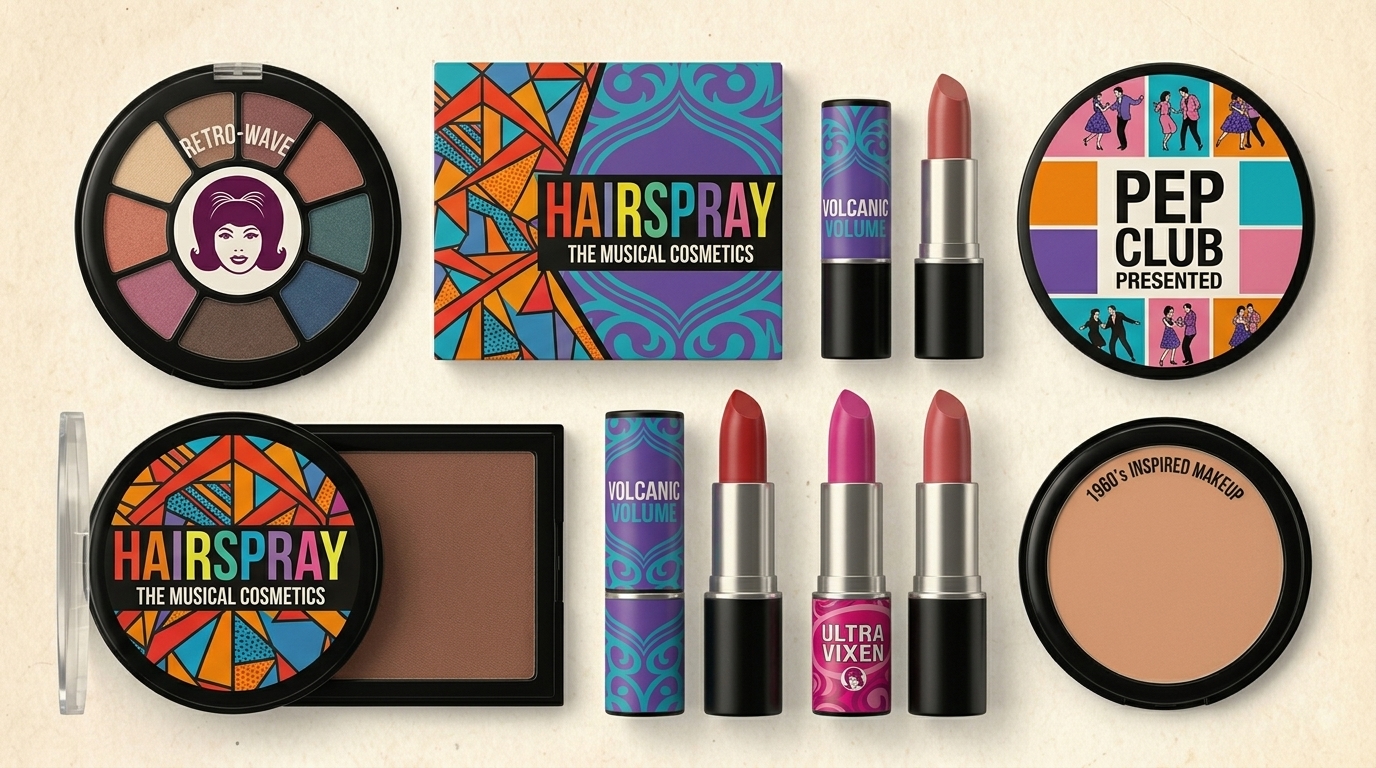 RETRO-WAVE
HAIRSPRAY
THE MUSICAL COSMETICS
VOLCANIC
VOLUME
PEP
CLUB
PRESENTED
HAIRSPRAY
THE MUSICAL COSMETICS
VOLCANIC
VOLUME
ULTRA
VIXEN
1960's INSPIRED MAKEUP